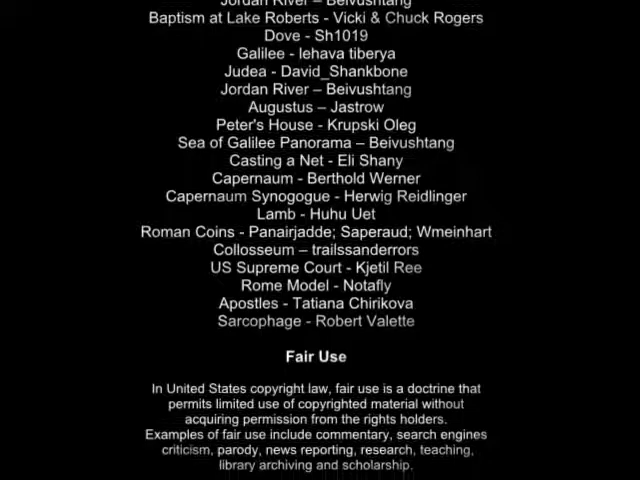 Jordan River – Beivushtang
Baptism at Lake Roberts - Vicki & Chuck Rogers
Dove - Sh1019
Galilee - lehava tiberya
Judea - David_Shankbone
Jordan River – Beivushtang
Augustus – Jastrow
Peter's House - Krupski Oleg
Sea of Galilee Panorama – Beivushtang
Casting a Net - Eli Shany
Capernaum - Berthold Werner
Capernaum Synogogue - Herwig Reidlinger
Lamb - Huhu Uet
Roman Coins - Panairjadde; Saperaud; Wmeinhart
Collosseum – trailssanderrors
US Supreme Court - Kjetil Ree
Rome Model - Notafly
Apostles - Tatiana Chirikova
Sarcophage - Robert Valette
Fair Use
In United States copyright law, fair use is a doctrine that
permits limited use of copyrighted material without
acquiring permission from the rights holders.
Examples of fair use include commentary, search engines
criticism, parody, news reporting, research, teaching,
library archiving and scholarship.